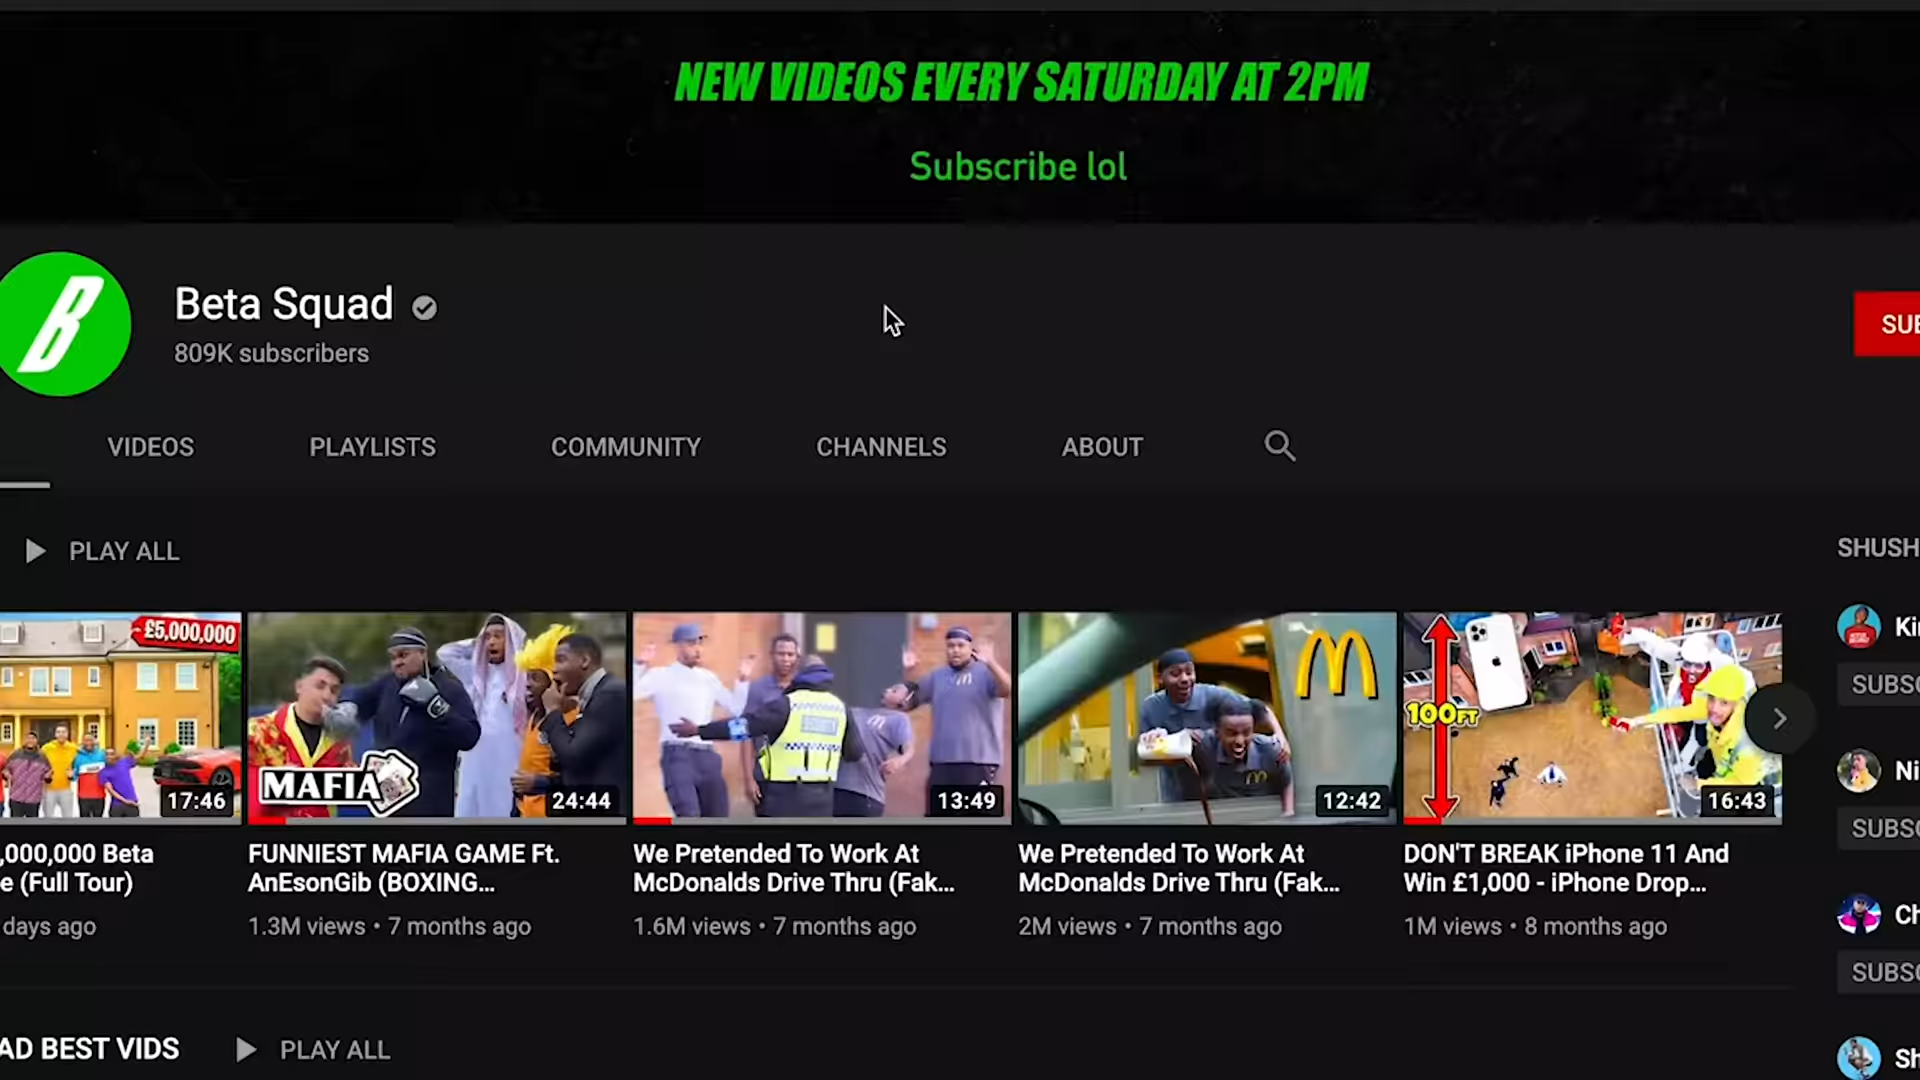 NEW VIDEOS EVERY SATURDAY AT 2PM
Subscribe lol
B
Beta Squad
809K subscribers
SUB
VIDEOS
PLAYLISTS
COMMUNITY
CHANNELS
ABOUT
PLAY ALL
SHUSH
£5,000,000
17:46
,000,000 Beta
e (Full Tour)
days ago
MAFIA
24:44
FUNNIEST MAFIA GAME Ft.
AnEsonGib (BOXING...
1.3M views • 7 months ago
13:49
We Pretended To Work At
McDonalds Drive Thru (Fak...
1.6M views • 7 months ago
12:42
We Pretended To Work At
McDonalds Drive Thru (Fak...
2M views • 7 months ago
100FT
16:43
DON'T BREAK iPhone 11 And
Win £1,000 - iPhone Drop...
1M views • 8 months ago
Ki
SUBSC
Ni
SUBSC
Ch
SUBSC
Sh
AD BEST VIDS
PLAY ALL